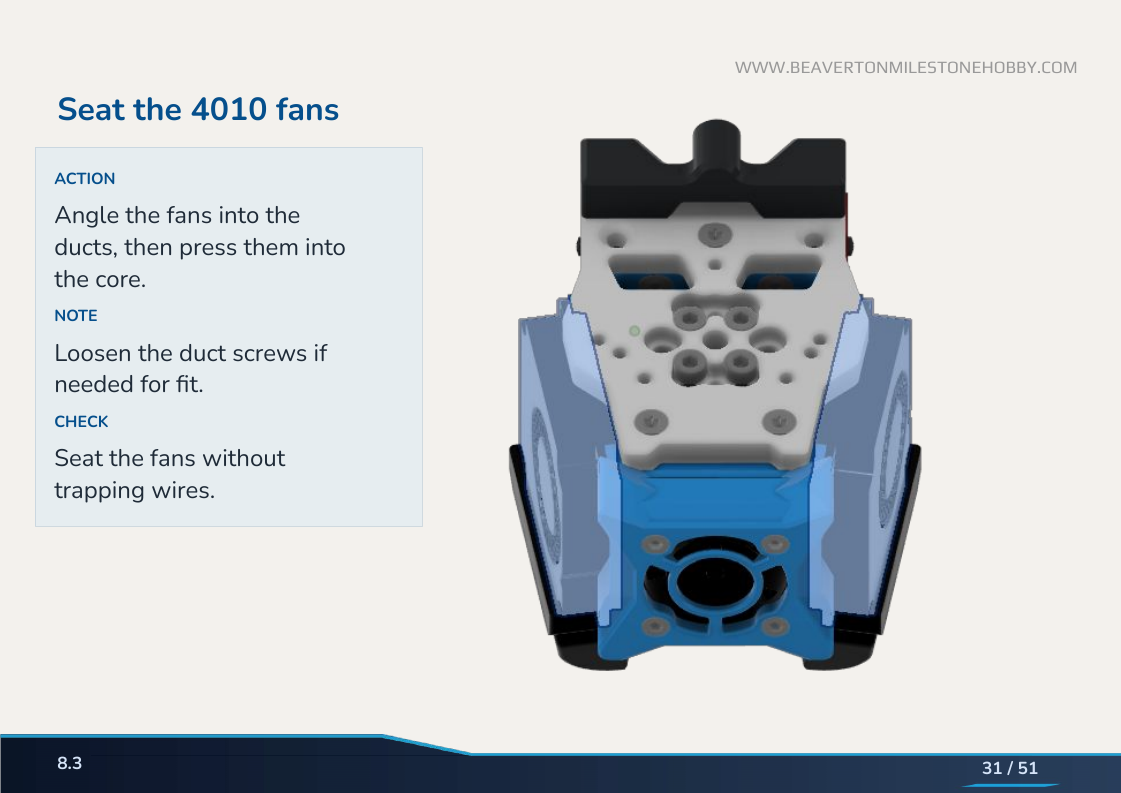 WWW.BEAVERTONMILESTONEHOBBY.COM
Seat the 4010 fans
ACTION
Angle the fans into the
ducts, then press them into
the core.
NOTE
Loosen the duct screws if
needed for fit.
CHECK
Seat the fans without
trapping wires.
8.3
31 / 51